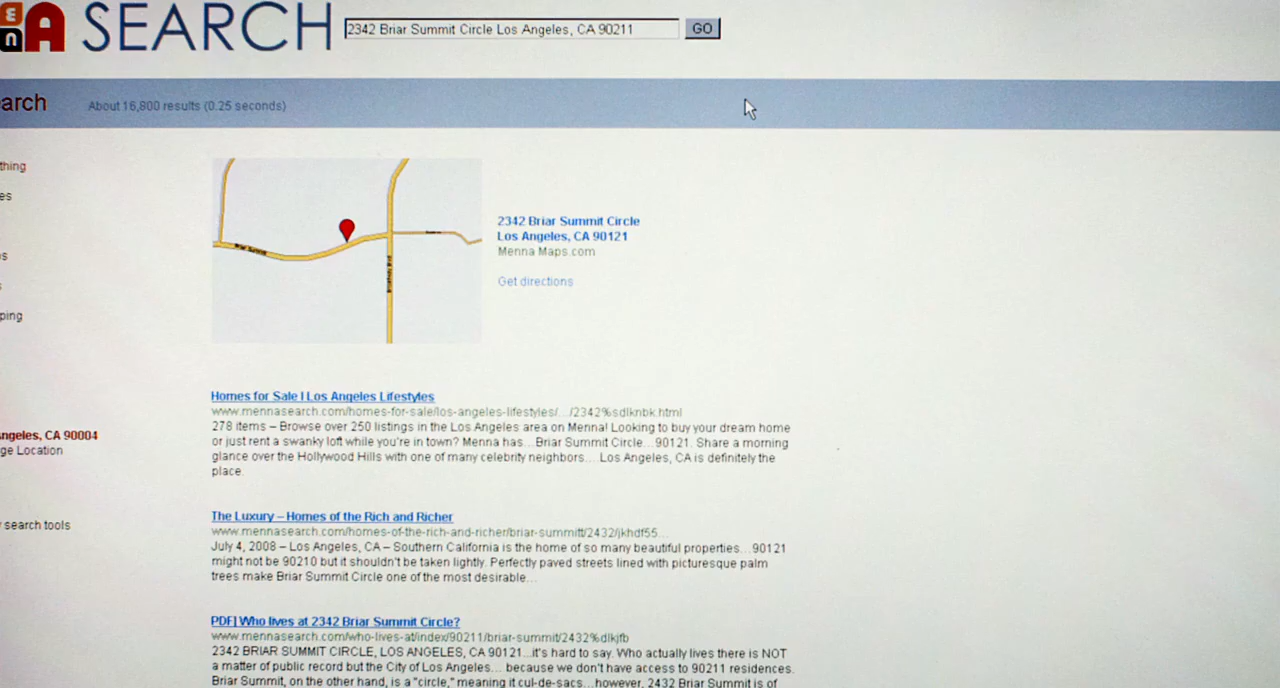 ENA SEARCH
2342 Briar Summit Circle Los Angeles, CA 90211
GO
arch
About 16,800 results (0.25 seconds)
thing
es
s
s
ping
ngeles, CA 90004
ge Location
search tools
Briar Summit
2342 Briar Summit Circle
Los Angeles, CA 90121
Menna Maps.com
Get directions
Homes for Sale | Los Angeles Lifestyles
www.mennasearch.com/homes-for-sale/los-angeles-lifestyles/.../2342%sdlknbk.html
278 items – Browse over 250 listings in the Los Angeles area on Menna! Looking to buy your dream home
or just rent a swanky loft while you're in town? Menna has...Briar Summit Circle...90121. Share a morning
glance over the Hollywood Hills with one of many celebrity neighbors....Los Angeles, CA is definitely the
place.
The Luxury – Homes of the Rich and Richer
www.mennasearch.com/homes-of-the-rich-and-richer/briar-summitt/2432/jkhdf55...
July 4, 2008 – Los Angeles, CA – Southern California is the home of so many beautiful properties...90121
might not be 90210 but it shouldn't be taken lightly. Perfectly paved streets lined with picturesque palm
trees make Briar Summit Circle one of the most desirable...
PDF] Who lives at 2342 Briar Summit Circle?
www.mennasearch.com/who-lives-at/index/90211/briar-summit/2432%dlkjfb
2342 BRIAR SUMMIT CIRCLE, LOS ANGELES, CA 90121...it's hard to say. Who actually lives there is NOT
a matter of public record but the City of Los Angeles... because we don't have access to 90211 residences.
Briar Summit, on the other hand, is a "circle," meaning it cul-de-sacs...however, 2432 Briar Summit is of